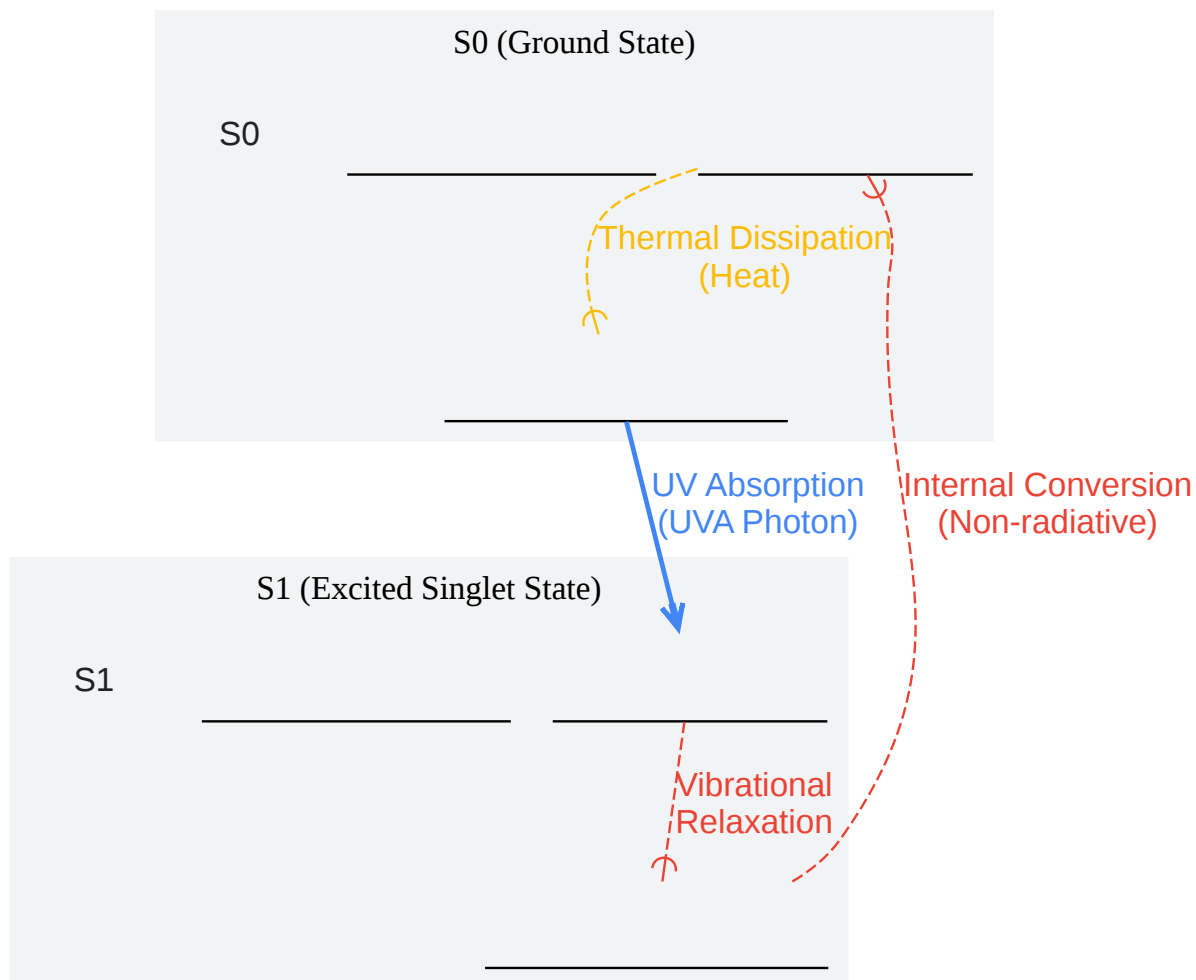 S0 (Ground State)
S0
Thermal Dissipation
(Heat)
UV Absorption
(UVA Photon)
Internal Conversion
(Non-radiative)
S1 (Excited Singlet State)
S1
Vibrational
Relaxation